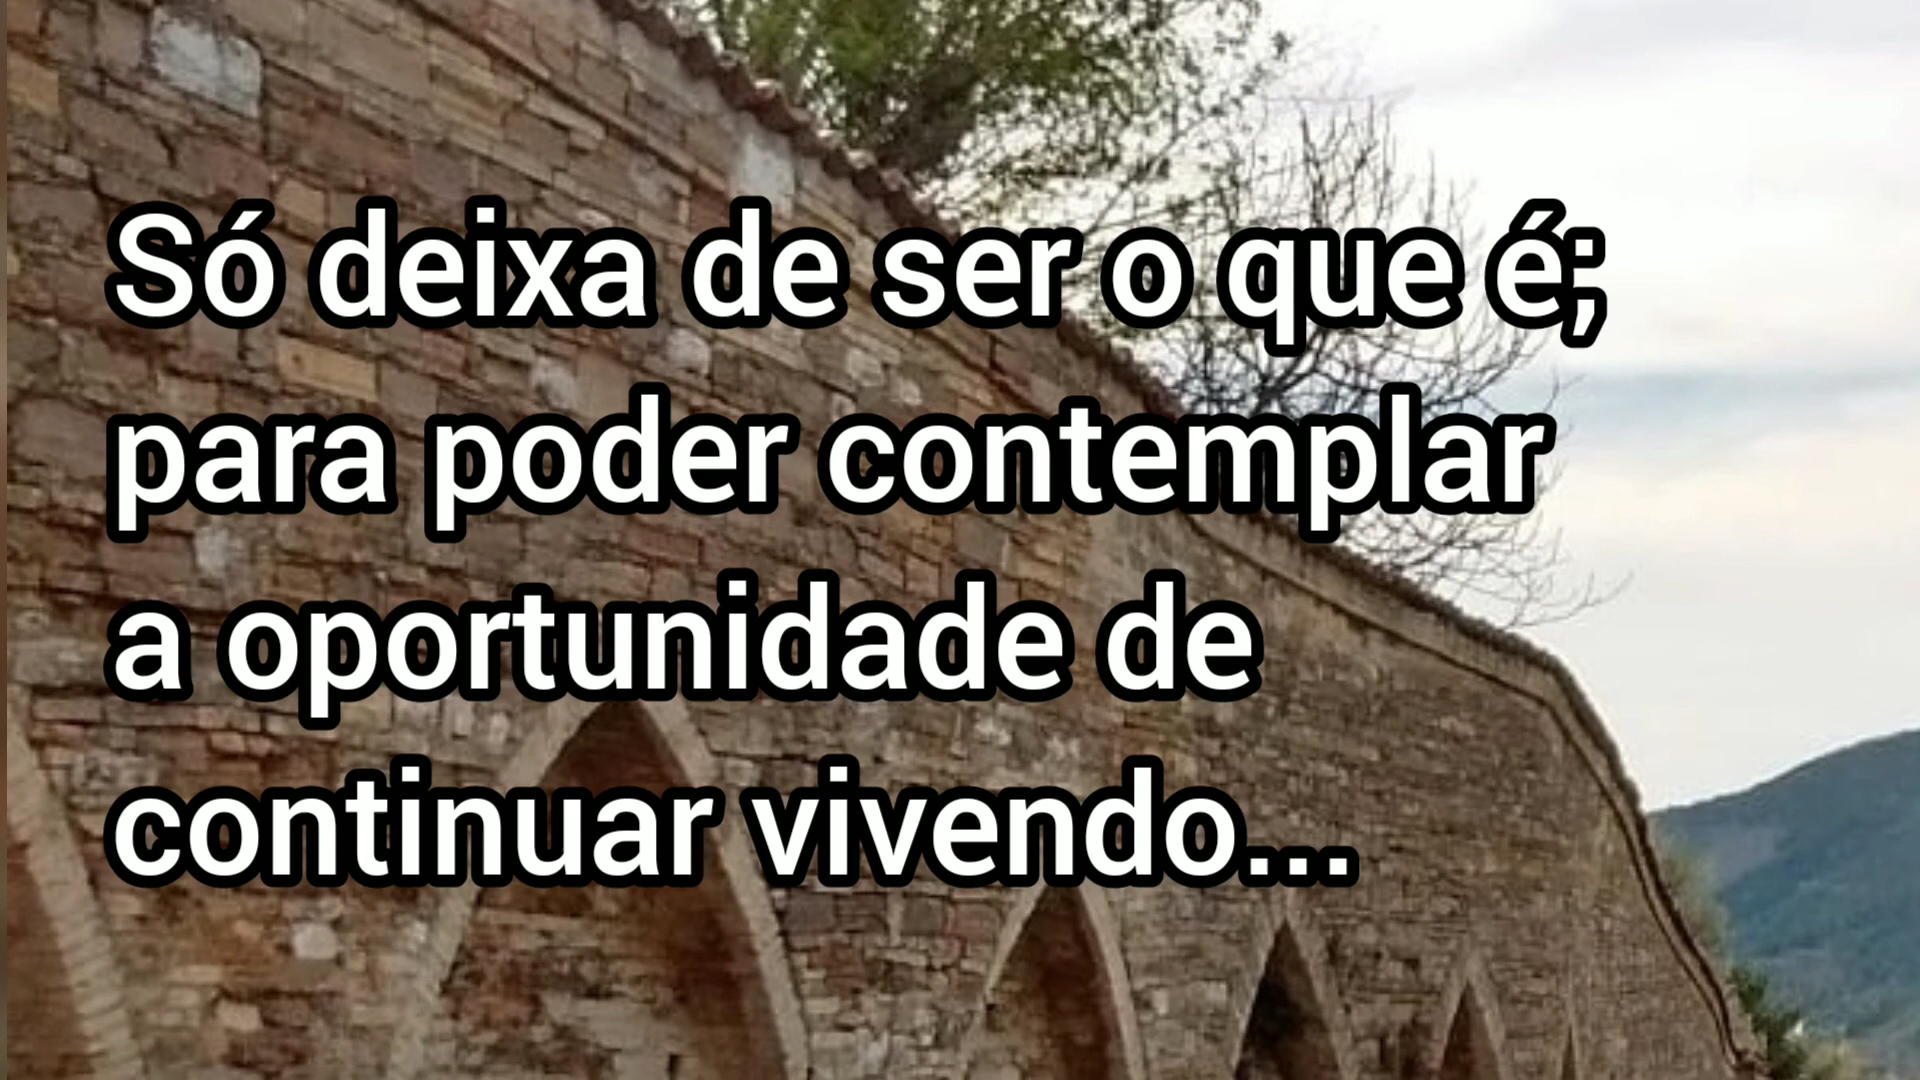 Só deixa de ser o que é;
para poder contemplar
a oportunidade de
continuar vivendo...